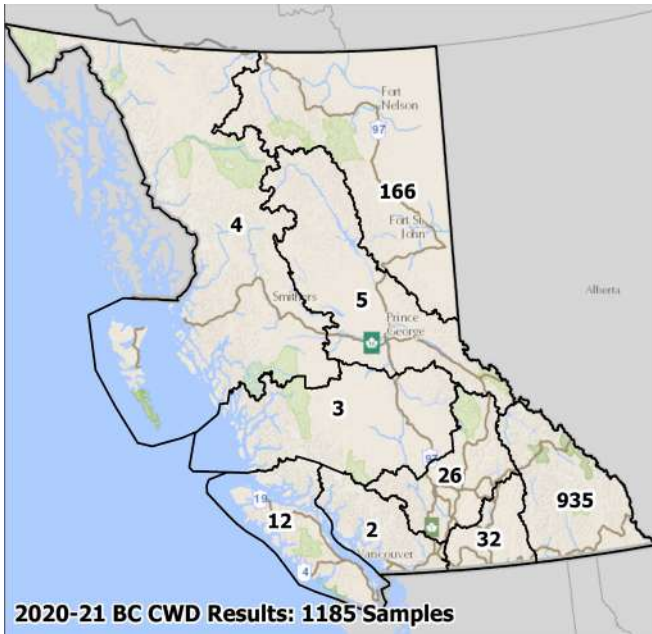 Fort
Nelson
97
166
4
Fort St.
John
Smithers
5
Alberta
Prince
George
3
97
26
935
19
12
2
32
Vancouver
4
2020-21 BC CWD Results: 1185 Samples